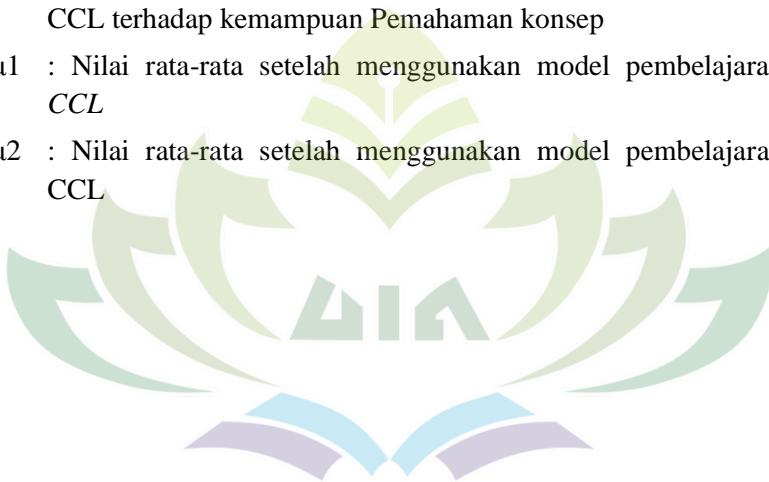 CCL terhadap kemampuan Pemahaman konsep
µ1 : Nilai rata-rata setelah menggunakan model pembelajara
CCL
µ2 : Nilai rata-rata setelah menggunakan model pembelajara
CCL
UIN